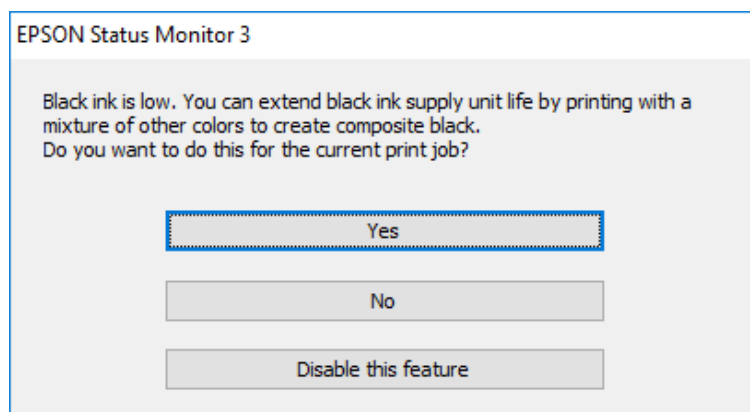 EPSON Status Monitor 3
Black ink is low. You can extend black ink supply unit life by printing with a
mixture of other colors to create composite black.
Do you want to do this for the current print job?
Yes
No
Disable this feature